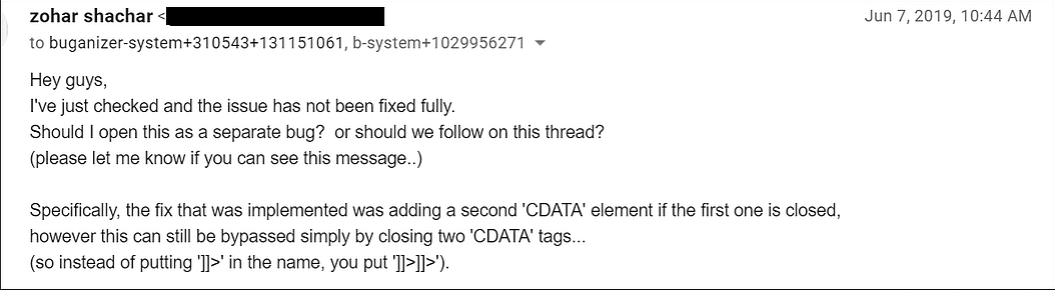 zohar shachar <
Jun 7, 2019, 10:44 AM
to buganizer-system+310543+131151061, b-system+1029956271
Hey guys,
I've just checked and the issue has not been fixed fully.
Should I open this as a separate bug?  or should we follow on this thread?
(please let me know if you can see this message..)
Specifically, the fix that was implemented was adding a second 'CDATA' element if the first one is closed,
however this can still be bypassed simply by closing two 'CDATA' tags...
(so instead of putting ']]>' in the name, you put ']]>]]>').